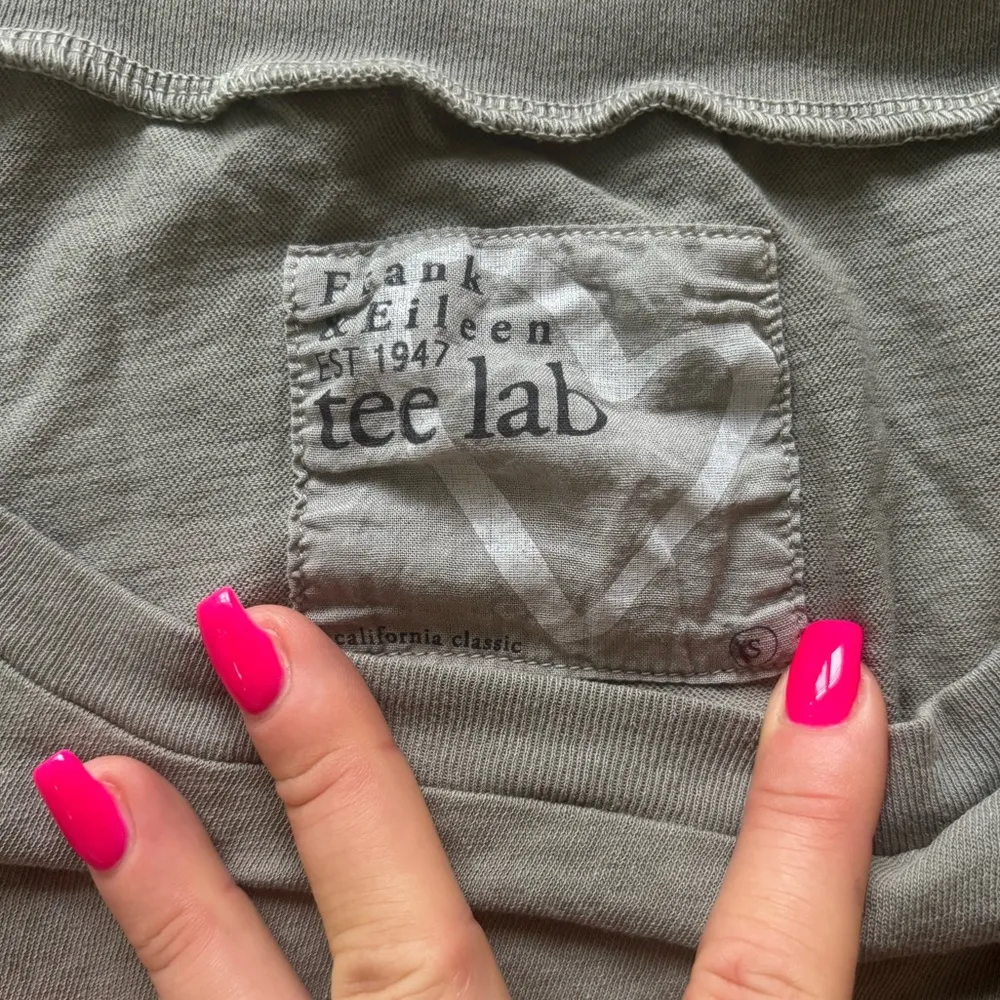 Frank
& Eileen
EST 1947
tee lab
california classic
S